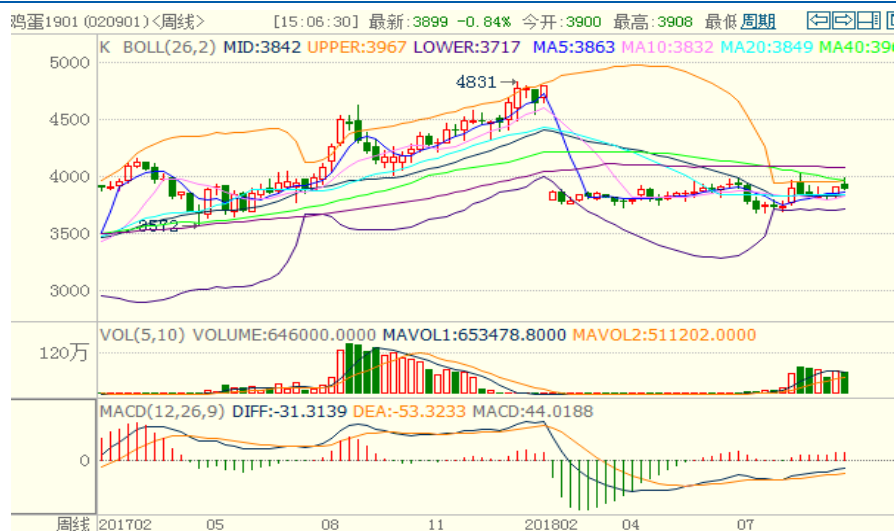 鸡蛋1901 (020901)<周线> [15:06:30] 最新:3899 -0.84% 今开:3900 最高:3908 最低 周期
K BOLL(26,2) MID:3842 UPPER:3967 LOWER:3717 MA5:3863 MA10:3832 MA20:3849 MA40:396
5000
4831→
4500
4000
3572→
3500
3000
VOL(5,10) VOLUME:646000.0000 MAVOL1:653478.8000 MAVOL2:511202.0000
120万
MACD(12,26,9) DIFF:-31.3139 DEA:-53.3233 MACD:44.0188
0
周线 201702 05 08 11 201802 04 07